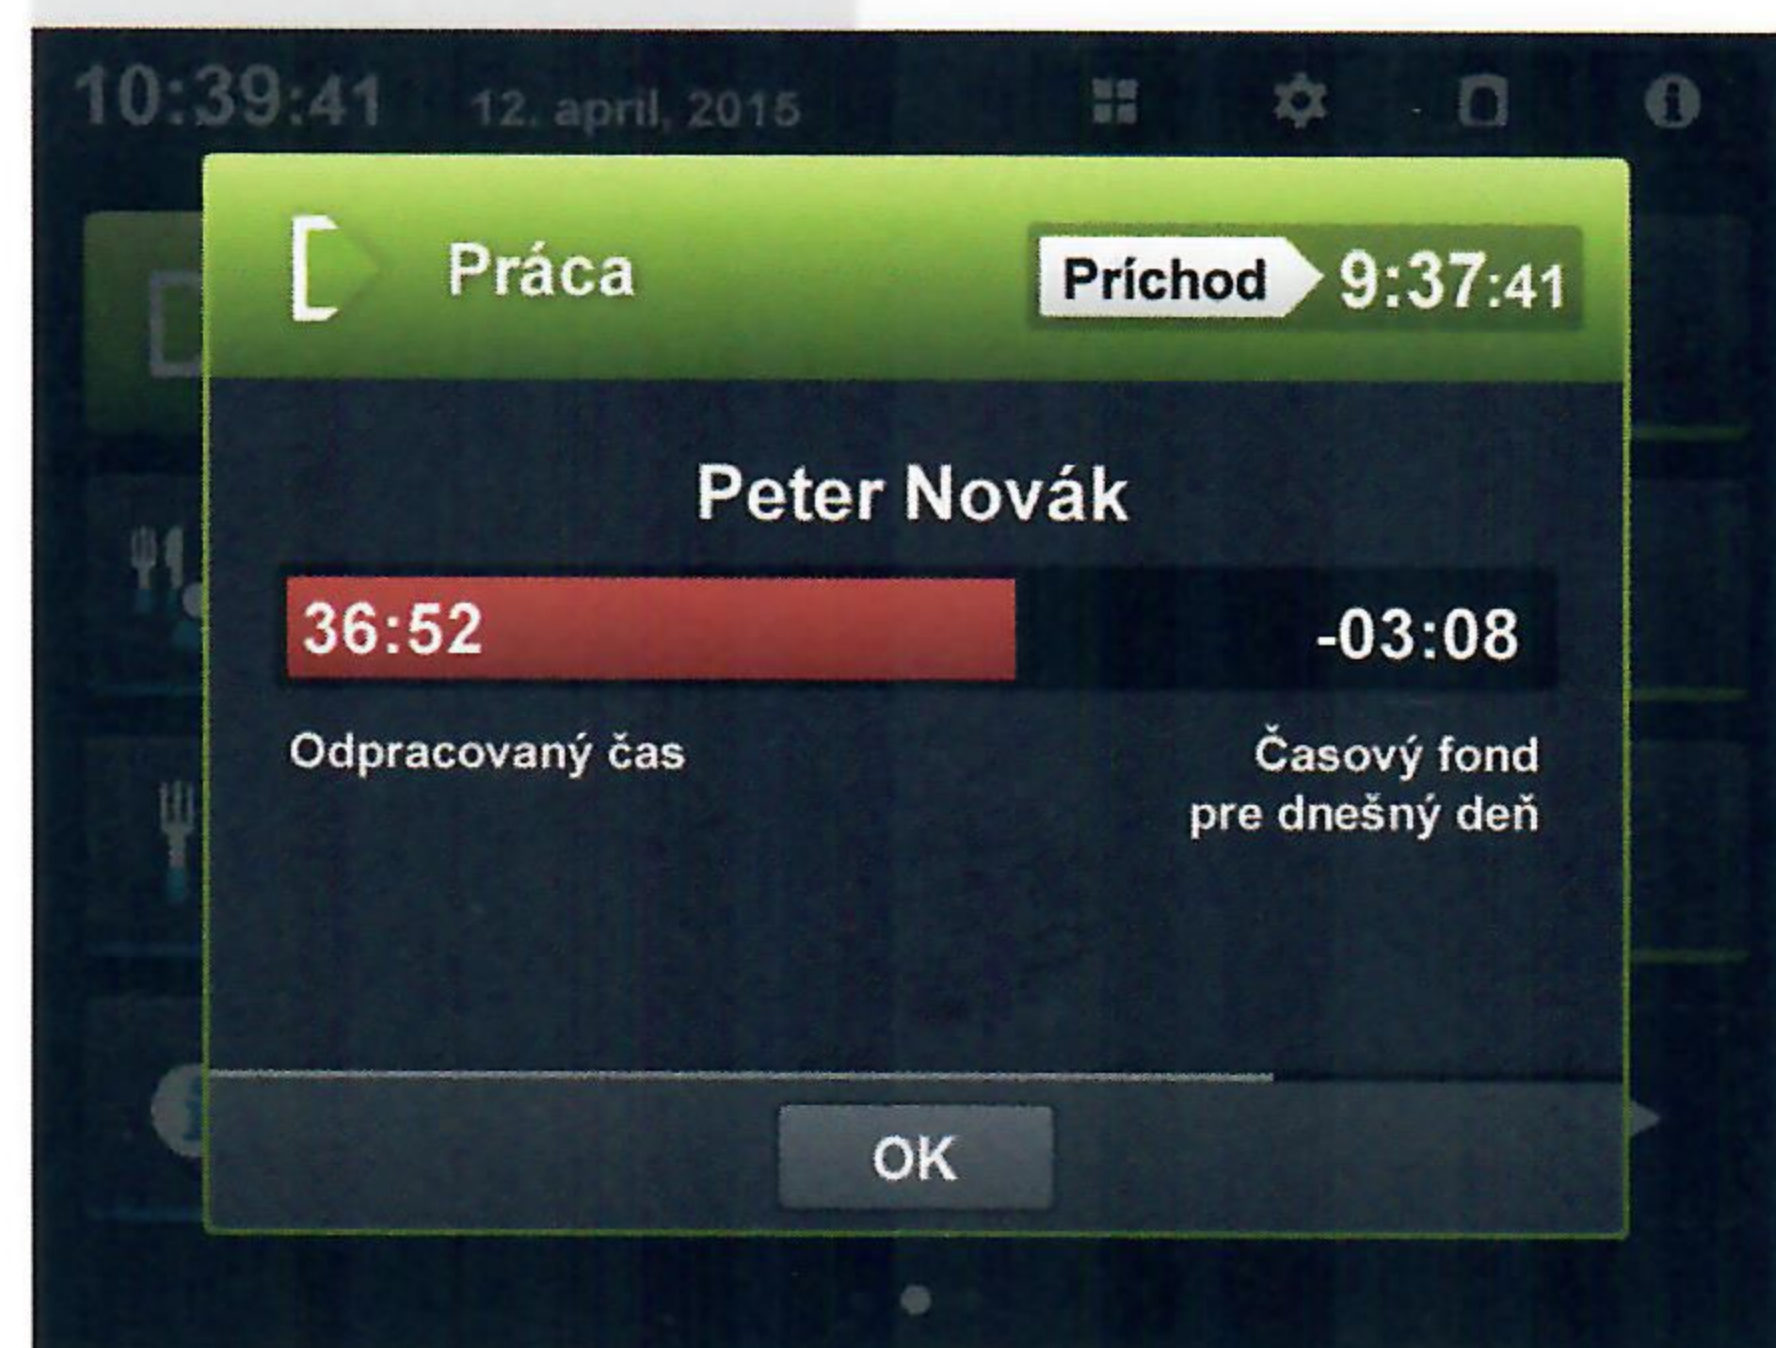 10:39:41 12. april, 2015
Práca Príchod 9:37:41
Peter Novák
36:52 -03:08
Odpracovaný čas Časový fond
pre dnešný deň
OK